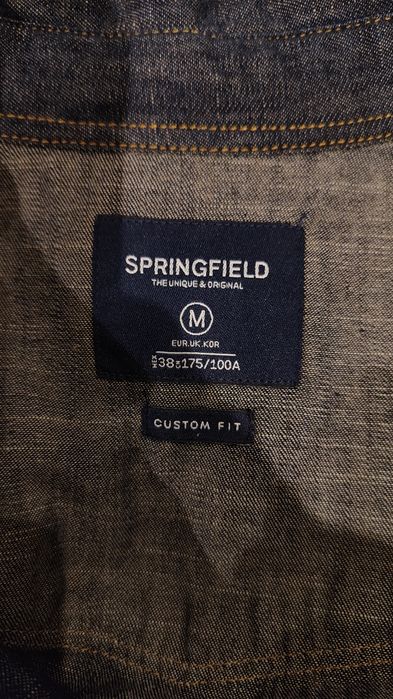 SPRINGFIELD
THE UNIQUE & ORIGINAL
M
EUR.UK.KOR
38 175/100A
CUSTOM FIT